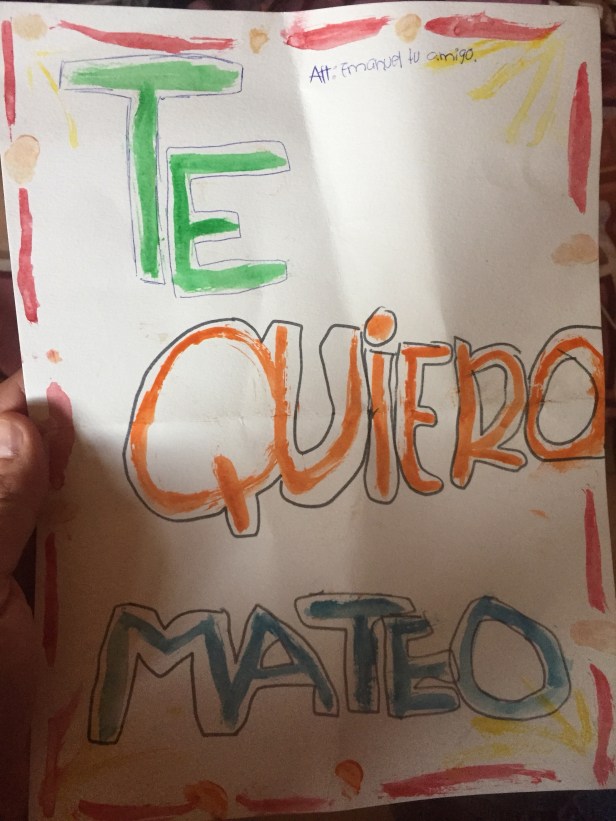 Att: Emanuel tu amigo.
TE
QUiERO
MATEO